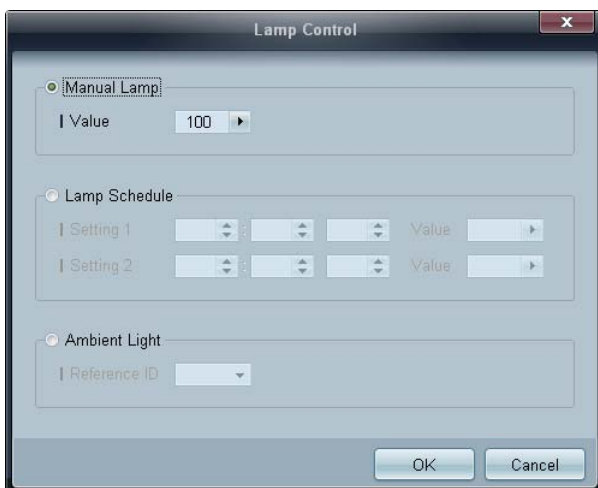 Lamp Control
Manual Lamp
Value 100
Lamp Schedule
Setting 1 : Value
Setting 2 : Value
Ambient Light
Reference ID
OK Cancel